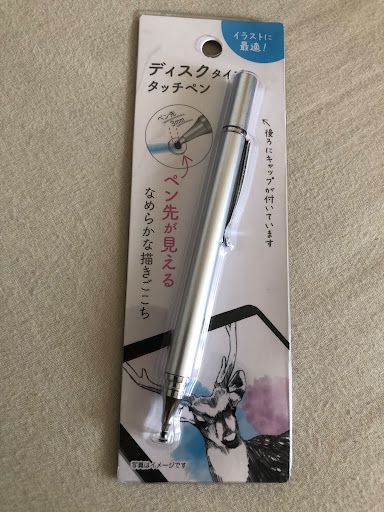 イラストに
最適！
ディスクタイプ
タッチペン
ペン先
3mm
ペン先が見える
なめらかな描きごこち
後ろにキャップが付いています
写真はイメージです